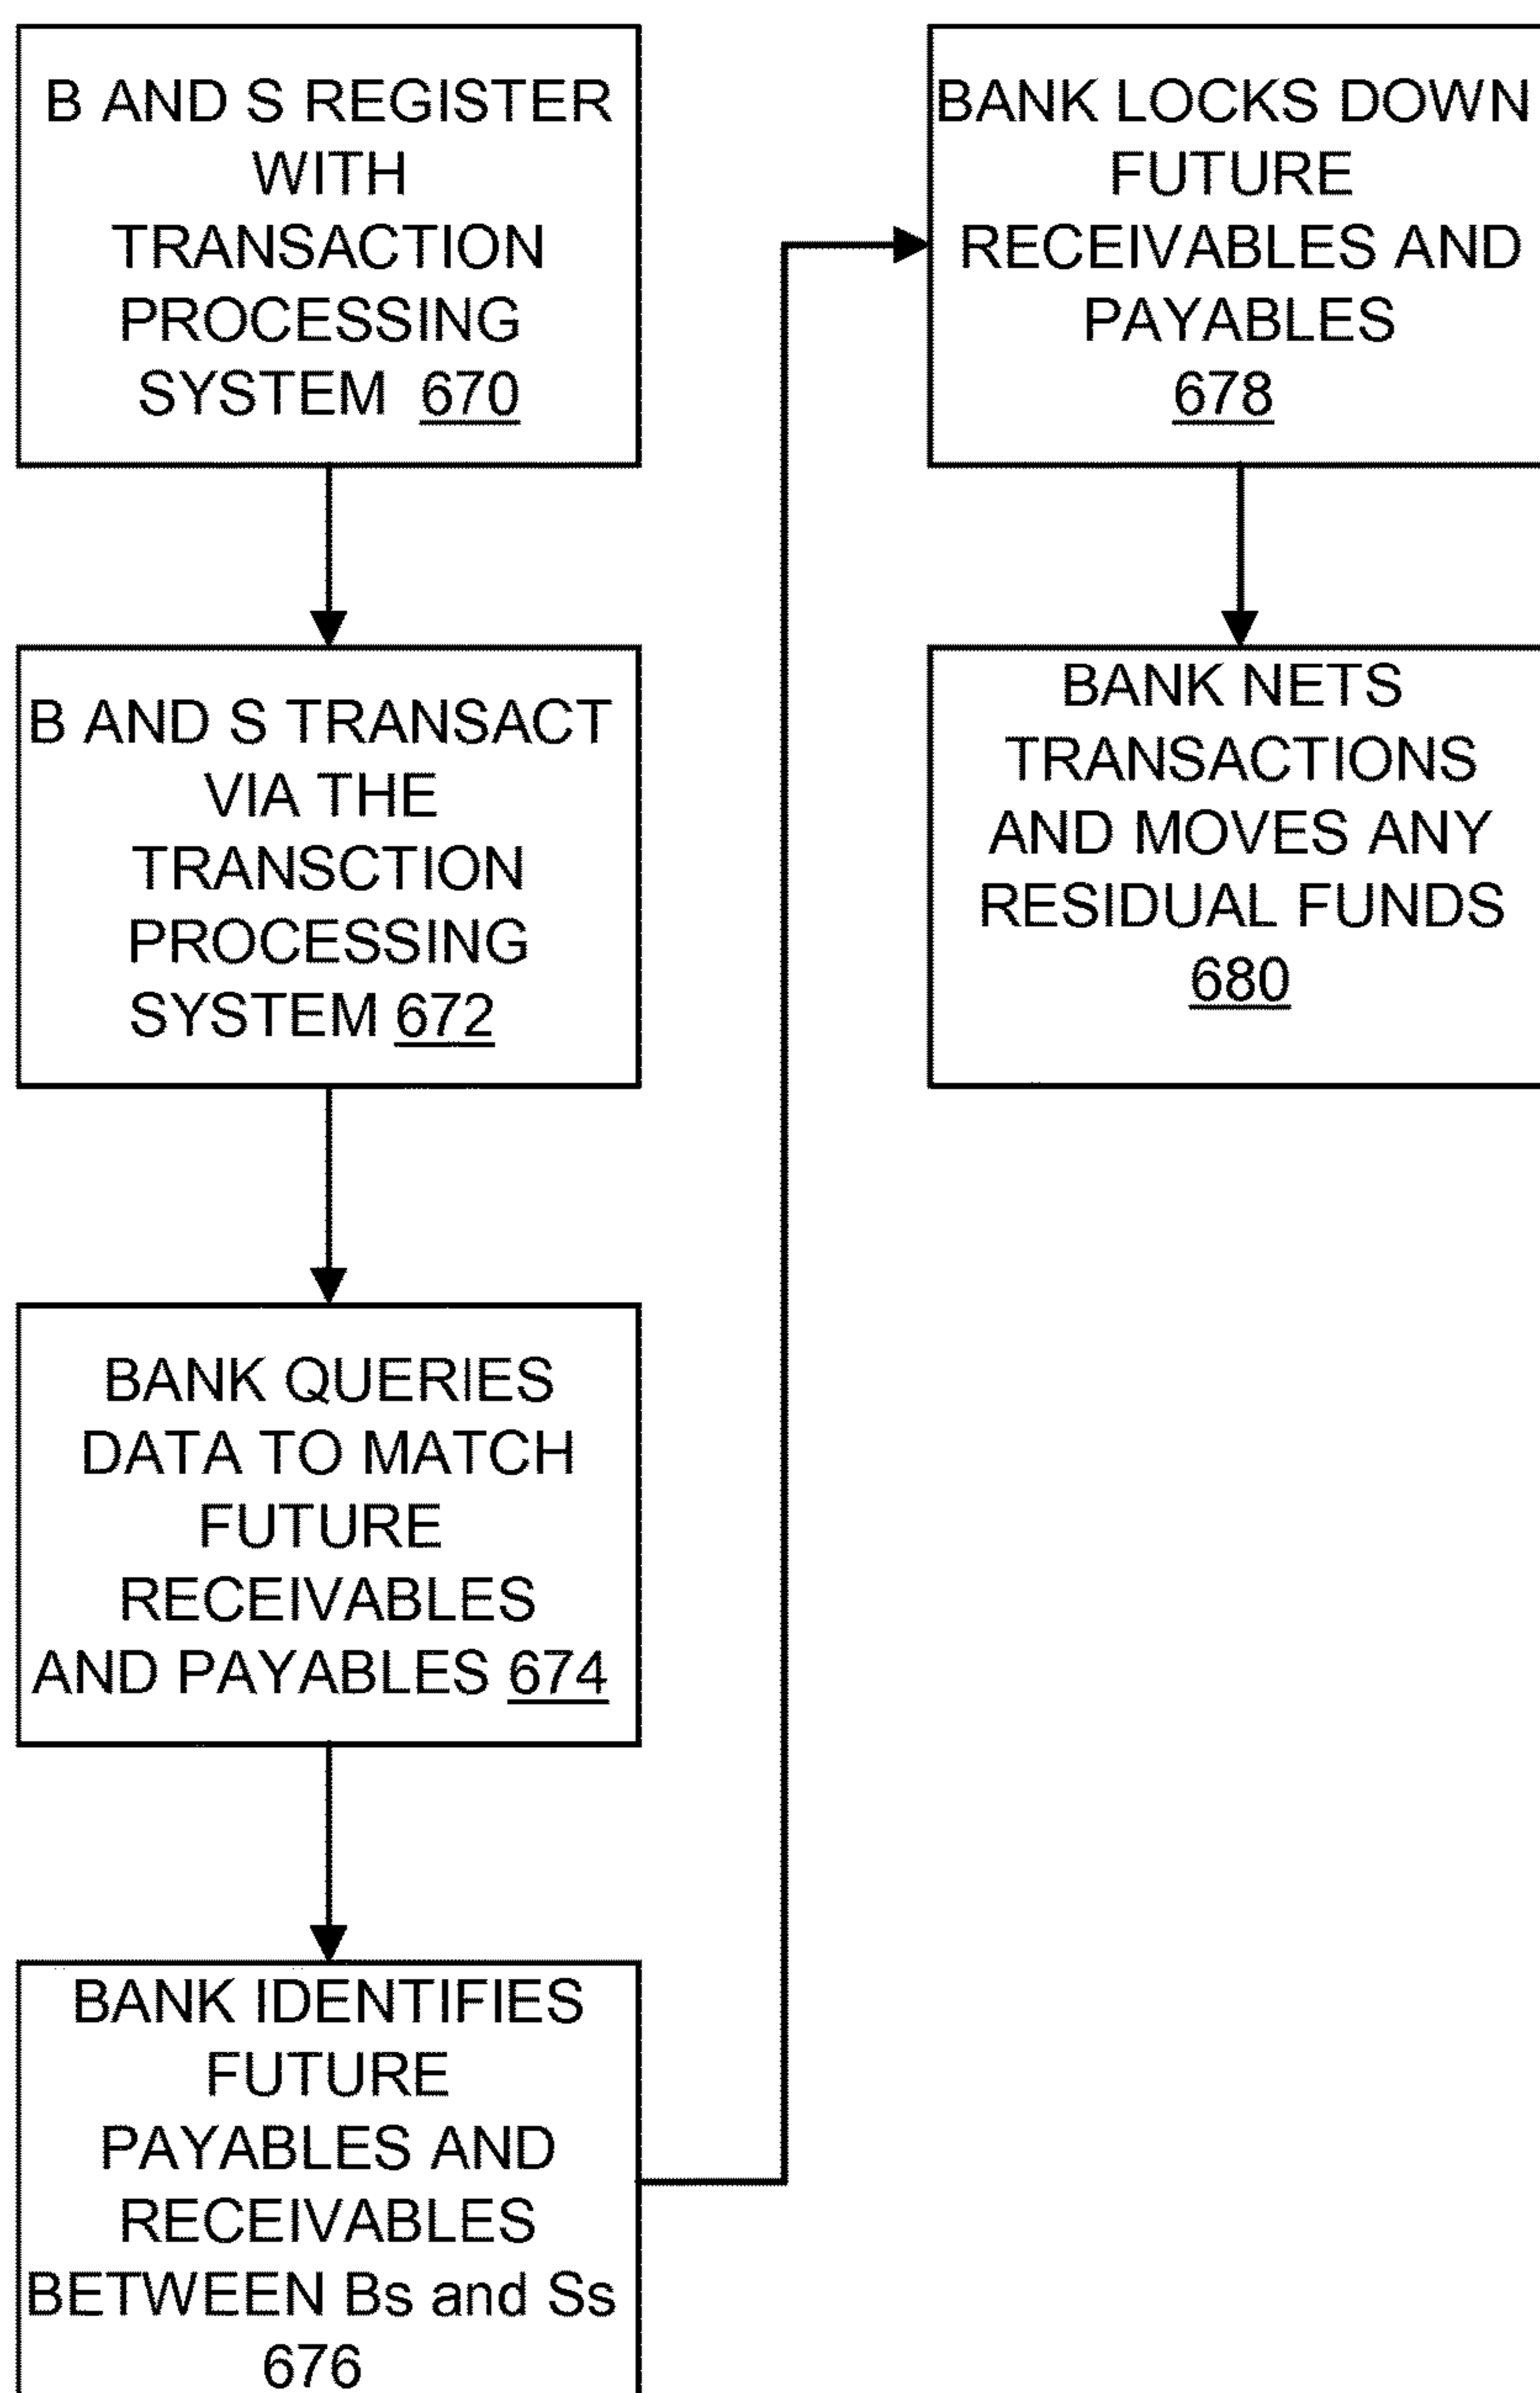 B AND S REGISTER
WITH
TRANSACTION
PROCESSING
SYSTEM 670
B AND S TRANSACT
VIA THE
TRANSCTION
PROCESSING
SYSTEM 672
BANK QUERIES
DATA TO MATCH
FUTURE
RECEIVABLES
AND PAYABLES 674
BANK IDENTIFIES
FUTURE
PAYABLES AND
RECEIVABLES
BETWEEN Bs and Ss
676
BANK LOCKS DOWN
FUTURE
RECEIVABLES AND
PAYABLES
678
BANK NETS
TRANSACTIONS
AND MOVES ANY
RESIDUAL FUNDS
680